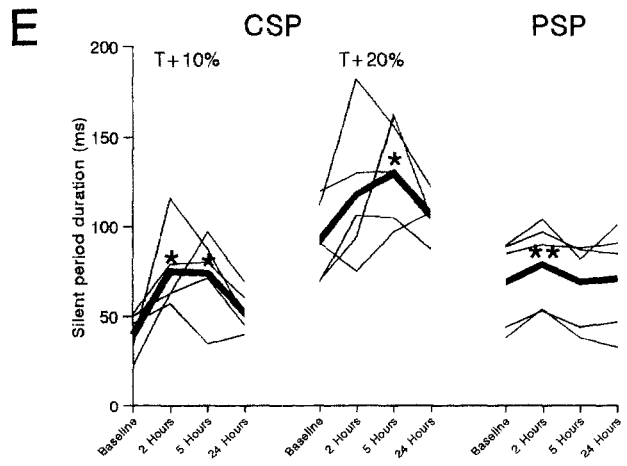 E
CSP
PSP
T+10%
T+20%
Silent period duration (ms)
200
150
100
50
0
* *
*
**
Baseline
2 Hours
5 Hours
24 Hours
Baseline
2 Hours
5 Hours
24 Hours
Baseline
2 Hours
5 Hours
24 Hours